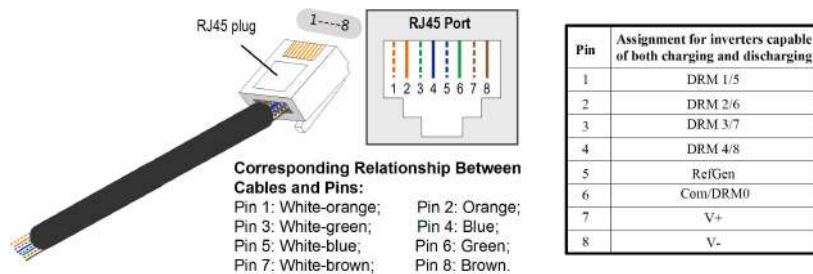 RJ45 plug
1----8
RJ45 Port
1 2 3 4 5 6 7 8
Corresponding Relationship Between
Cables and Pins:
Pin 1: White-orange; Pin 2: Orange;
Pin 3: White-green; Pin 4: Blue;
Pin 5: White-blue; Pin 6: Green;
Pin 7: White-brown; Pin 8: Brown.
Pin Assignment for inverters capable
of both charging and discharging
1 DRM 1/5
2 DRM 2/6
3 DRM 3/7
4 DRM 4/8
5 RefGen
6 Com/DRM0
7 V+
8 V-